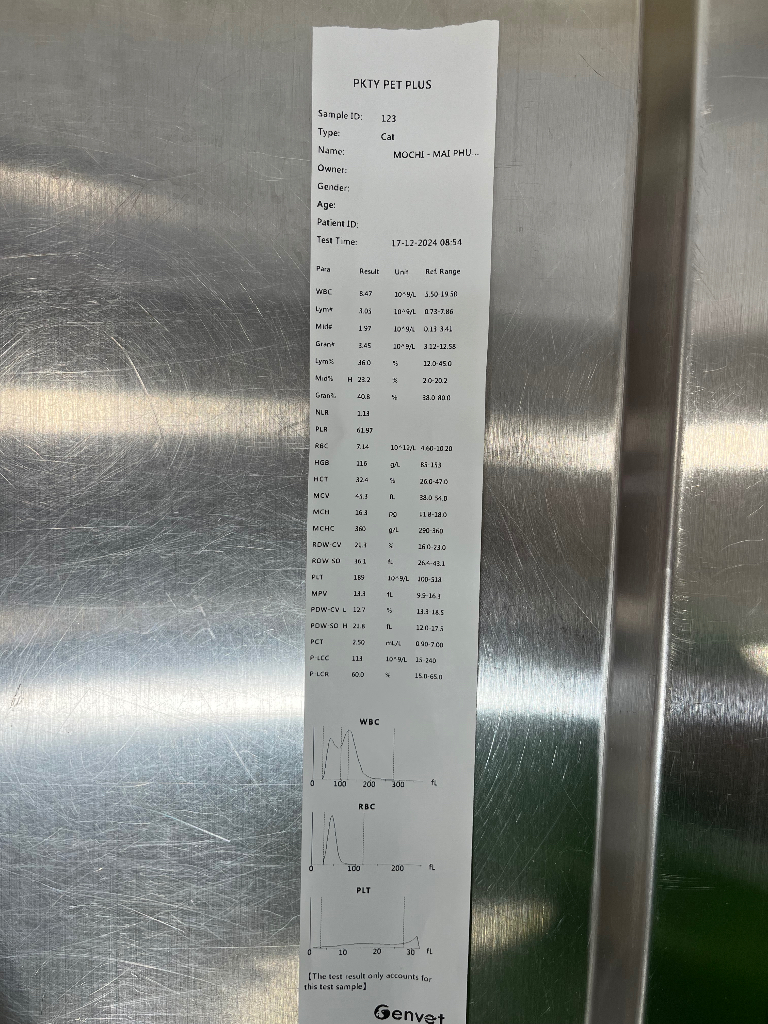 PKTY PET PLUS
Sample ID: 123
Type: Cat
Name: MOCHI - MAI PHU...
Owner:
Gender:
Age:
Patient ID:
Test Time: 17-12-2024 08:54
Para Result Unit Ref. Range
WBC 8.47 10^9/L 5.50-19.50
Lym# 3.05 10^9/L 0.73-7.86
Mid# 1.97 10^9/L 0.13-3.41
Gran# 3.45 10^9/L 3.12-12.58
Lym% 36.0 % 12.0-45.0
Mid% H 23.2 % 2.0-20.2
Gran% 40.8 % 38.0-80.0
NLR 1.13
PLR 61.97
RBC 7.14 10^12/L 4.60-10.20
HGB 116 g/L 85-153
HCT 32.4 % 26.0-47.0
MCV 45.3 fL 38.0-54.0
MCH 16.3 pg 11.8-18.0
MCHC 360 g/L 290-360
RDW-CV % 16.0-23.0
RDW-SD 36.1 fL 26.4-43.1
PLT 189 10^9/L 100-518
MPV 13.3 fL 9.9-16.3
PDW-CV L 12.7 % 13.3-18.5
PDW-SD H 21.8 fL 12.0-17.5
PCT 2.50 mL/L 0.90-7.00
P-LCC 113 10^9/L 15-240
P-LCR 60.0 % 15.0-65.0
WBC
0 100 200 300 fL
RBC
0 100 200 fL
PLT
0 10 20 30 fL
【The test result only accounts for
this test sample】
Genvet